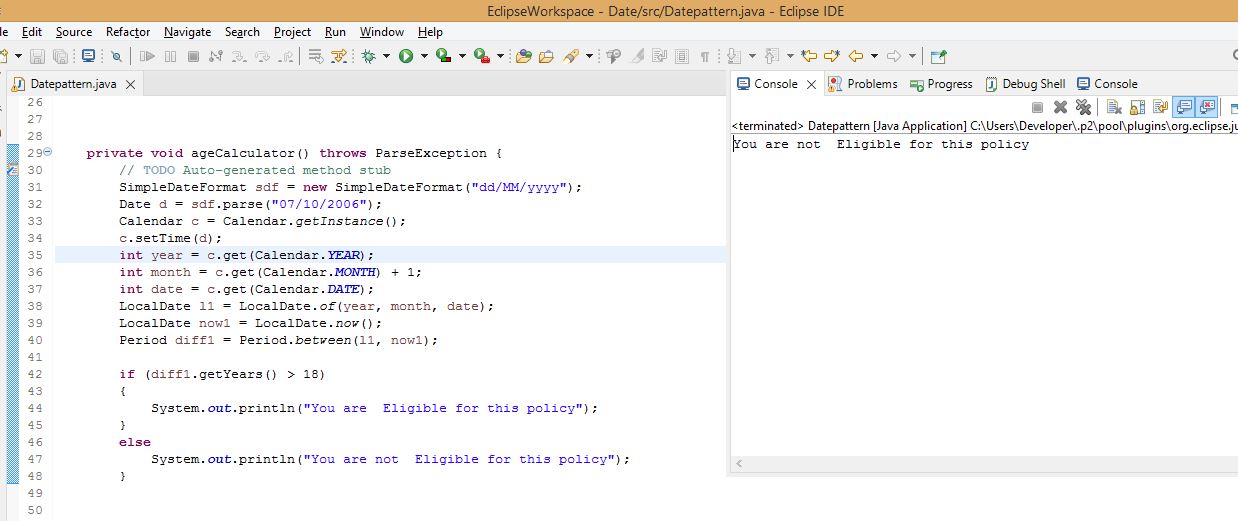 EclipseWorkspace - Date/src/Datepattern.java - Eclipse IDE
Edit Source Refactor Navigate Search Project Run Window Help
Datepattern.java
Console Problems Progress Debug Shell Console
<terminated> Datepattern [Java Application] C:\Users\Developer\.p2\pool\plugins\org.eclipse.ju
You are not  Eligible for this policy
26
27
28
29 private void ageCalculator() throws ParseException {
30 // TODO Auto-generated method stub
31 SimpleDateFormat sdf = new SimpleDateFormat("dd/MM/yyyy");
32 Date d = sdf.parse("07/10/2006");
33 Calendar c = Calendar.getInstance();
34 c.setTime(d);
35 int year = c.get(Calendar.YEAR);
36 int month = c.get(Calendar.MONTH) + 1;
37 int date = c.get(Calendar.DATE);
38 LocalDate l1 = LocalDate.of(year, month, date);
39 LocalDate now1 = LocalDate.now();
40 Period diff1 = Period.between(l1, now1);
41
42 if (diff1.getYears() > 18)
43 {
44 System.out.println("You are  Eligible for this policy");
45 }
46 else
47 System.out.println("You are not  Eligible for this policy");
48 }
49
50